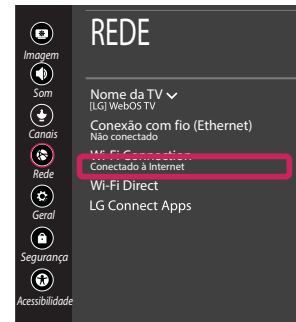 REDE
Imagem
Som
Canais
Rede
Geral
Segurança
Acessibilidade
Nome da TV
[LG] WebOS TV
Conexão com fio (Ethernet)
Não conectado
Wi-Fi Connection
Conectado à Internet
Wi-Fi Direct
LG Connect Apps